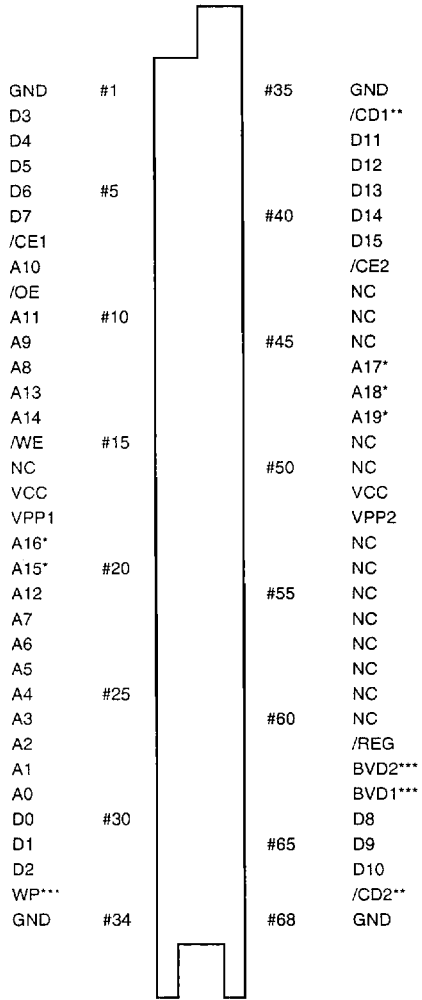 GND #1 #35 GND
D3 /CD1**
D4 D11
D5 D12
D6 #5 D13
D7 #40 D14
/CE1 D15
A10 /CE2
/OE NC
A11 #10 NC
A9 #45 NC
A8 A17*
A13 A18*
A14 A19*
/WE #15 NC
NC #50 NC
VCC VCC
VPP1 VPP2
A16* NC
A15* #20 NC
A12 #55 NC
A7 NC
A6 NC
A5 NC
A4 #25 NC
A3 #60 NC
A2 /REG
A1 BVD2***
A0 BVD1***
D0 #30 D8
D1 #65 D9
D2 D10
WP*** /CD2**
GND #34 #68 GND